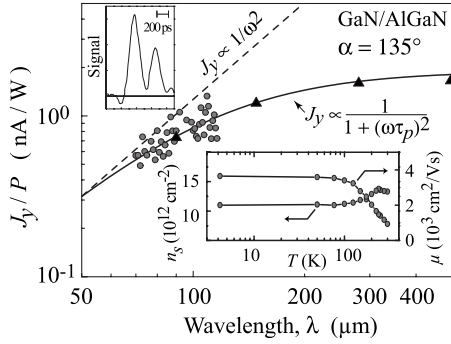 GaN/AlGaN
α = 135°
200 ps
Signal
J_y ∝ 1/ω²
J_y ∝ 1 / (1 + (ωτ_p)²)
J_y / P ( nA / W )
10⁰
10⁻¹
n_s (10¹² cm⁻²)
15
10
4
2
0
μ (10³ cm²/Vs)
10
100
T (K)
50
100
200
300
400
Wavelength, λ (μm)